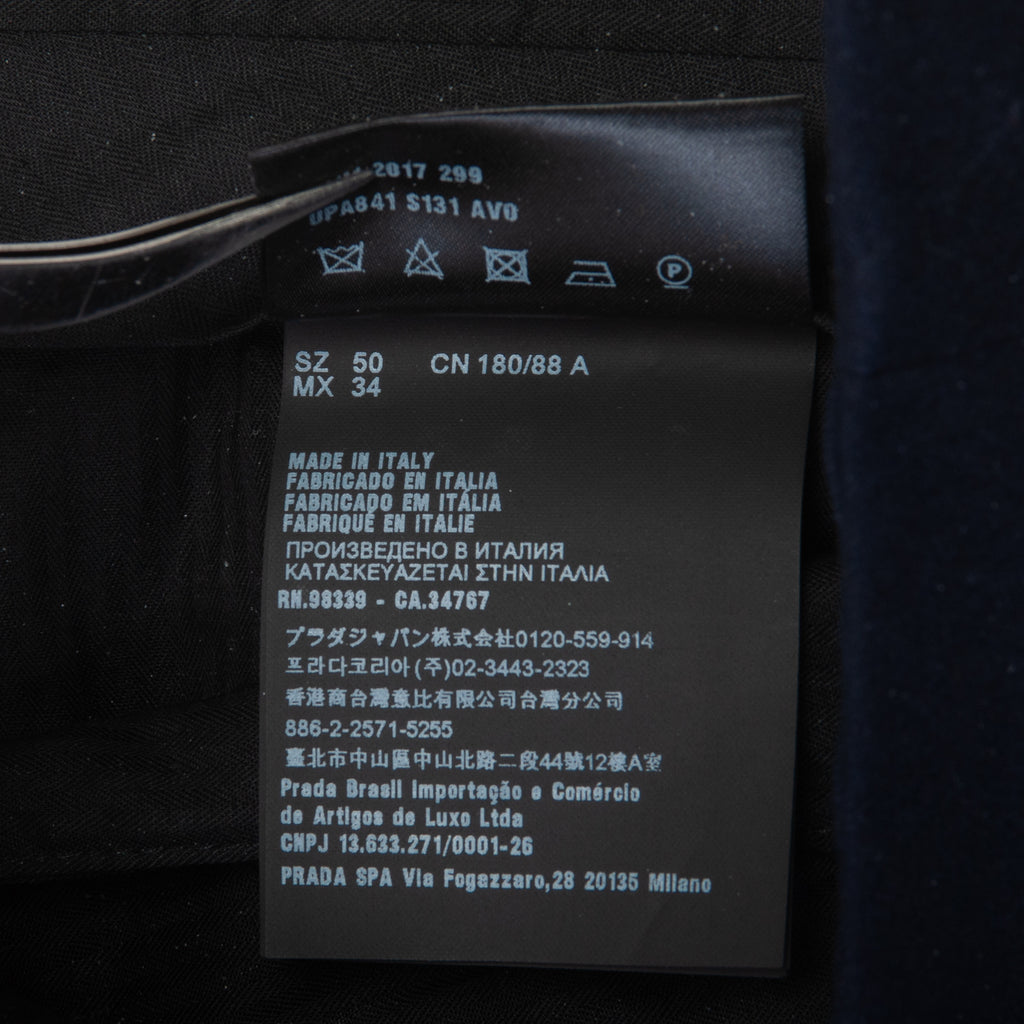 2017 299
UPA841 S131 AV0
P
SZ 50 CN 180/88 A
MX 34
MADE IN ITALY
FABRICADO EN ITALIA
FABRICADO EM ITÁLIA
FABRIQUÉ EN ITALIE
ПРОИЗВЕДЕНО В ИТАЛИЯ
ΚΑΤΑΣΚΕΥΑΖΕΤΑΙ ΣΤΗΝ ΙΤΑΛΙΑ
RN.98339 - CA.34767
プラダジャパン株式会社0120-559-914
프라다코리아(주)02-3443-2323
香港商台灣意比有限公司台灣分公司
886-2-2571-5255
臺北市中山區中山北路二段44號12樓A室
Prada Brasil Importação e Comércio
de Artigos de Luxo Ltda
CNPJ 13.633.271/0001-26
PRADA SPA Via Fogazzaro,28 20135 Milano